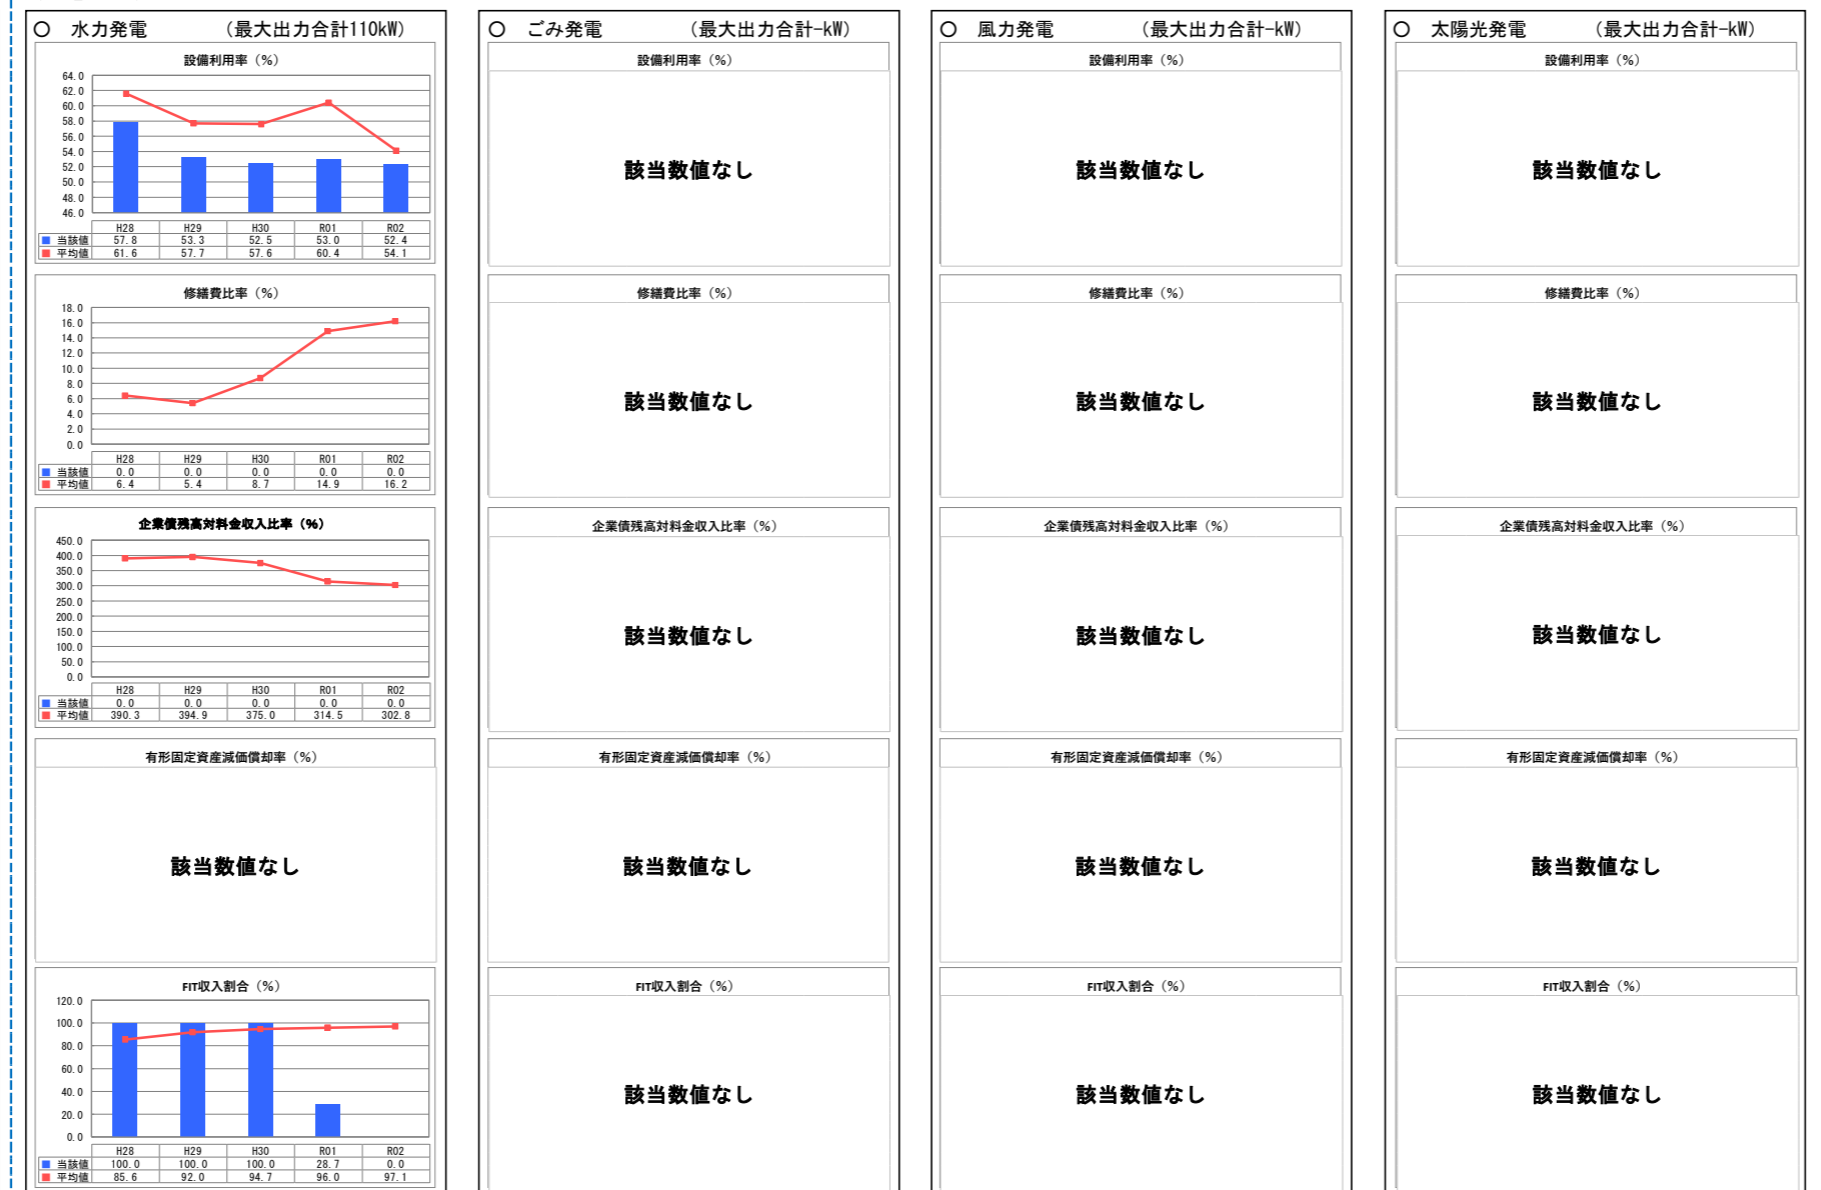 ○ 水力発電 （最大出力合計110kW）
設備利用率（%）
64.0
62.0
60.0
58.0
56.0
54.0
52.0
50.0
48.0
46.0
H28 H29 H30 R01 R02
当該値 57.8 53.3 52.5 53.0 52.4
平均値 61.6 57.7 57.6 60.4 54.1
修繕費比率（%）
18.0
16.0
14.0
12.0
10.0
8.0
6.0
4.0
2.0
0.0
H28 H29 H30 R01 R02
当該値 0.0 0.0 0.0 0.0 0.0
平均値 6.4 5.4 8.7 14.9 16.2
企業債残高対料金収入比率（%）
450.0
400.0
350.0
300.0
250.0
200.0
150.0
100.0
50.0
0.0
H28 H29 H30 R01 R02
当該値 0.0 0.0 0.0 0.0 0.0
平均値 390.3 394.9 375.0 314.5 302.8
有形固定資産減価償却率（%）
該当数値なし
FIT収入割合（%）
120.0
100.0
80.0
60.0
40.0
20.0
0.0
H28 H29 H30 R01 R02
当該値 100.0 100.0 100.0 28.7 0.0
平均値 85.6 92.0 94.7 96.0 97.1
○ ごみ発電 （最大出力合計-kW）
設備利用率（%）
該当数値なし
修繕費比率（%）
該当数値なし
企業債残高対料金収入比率（%）
該当数値なし
有形固定資産減価償却率（%）
該当数値なし
FIT収入割合（%）
該当数値なし
○ 風力発電 （最大出力合計-kW）
設備利用率（%）
該当数値なし
修繕費比率（%）
該当数値なし
企業債残高対料金収入比率（%）
該当数値なし
有形固定資産減価償却率（%）
該当数値なし
FIT収入割合（%）
該当数値なし
○ 太陽光発電 （最大出力合計-kW）
設備利用率（%）
該当数値なし
修繕費比率（%）
該当数値なし
企業債残高対料金収入比率（%）
該当数値なし
有形固定資産減価償却率（%）
該当数値なし
FIT収入割合（%）
該当数値なし